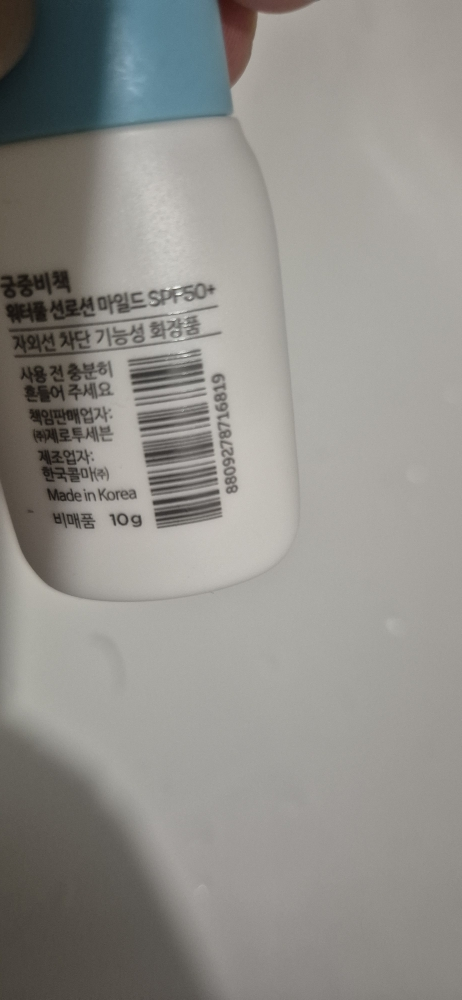 궁중비책
워터풀 선로션 마일드 SPF50+
자외선 차단 기능성 화장품
사용 전 충분히
흔들어 주세요
책임판매업자:
㈜제로투세븐
제조업자:
한국콜마㈜
Made in Korea
비매품 10g
8809278716819